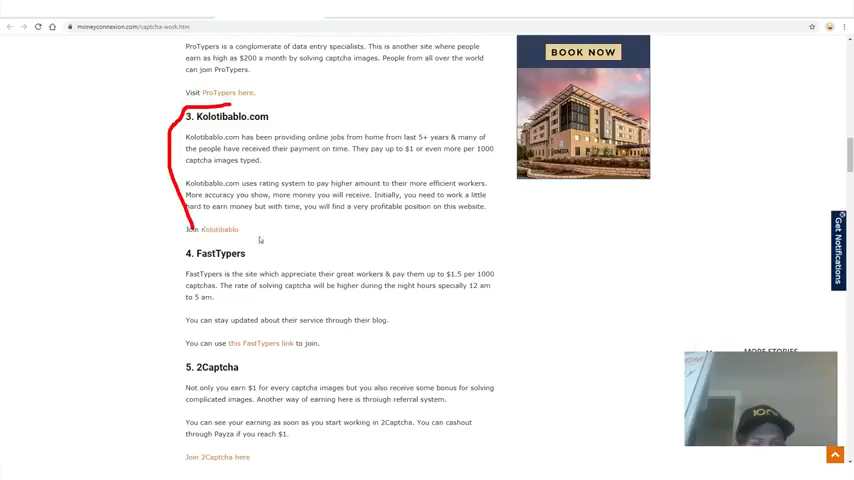 moneyconnexion.com/captcha-work.htm
ProTypers is a conglomerate of data entry specialists. This is another site where people
earn as high as $200 a month by solving captcha images. People from all over the world
can join ProTypers.
Visit ProTypers here.
3. Kolotibablo.com
Kolotibablo.com has been providing online jobs from home from last 5+ years & many of
the people have received their payment on time. They pay up to $1 or even more per 1000
captcha images typed.
Kolotibablo.com uses rating system to pay higher amount to their more efficient workers.
More accuracy you show, more money you will receive. Initially, you need to work a little
hard to earn money but with time, you will find a very profitable position on this website.
Join Kolotibablo
4. FastTypers
FastTypers is the site which appreciate their great workers & pay them up to $1.5 per 1000
captchas. The rate of solving captcha will be higher during the night hours specially 12 am
to 5 am.
You can stay updated about their service through their blog.
You can use this FastTypers link to join.
5. 2Captcha
Not only you earn $1 for every captcha images but you also receive some bonus for solving
complicated images. Another way of earning here is throiugh referral system.
You can see your earning as soon as you start working in 2Captcha. You can cashout
through Payza if you reach $1.
Join 2Captcha here
BOOK NOW
Get Notifications
MORE STORIES